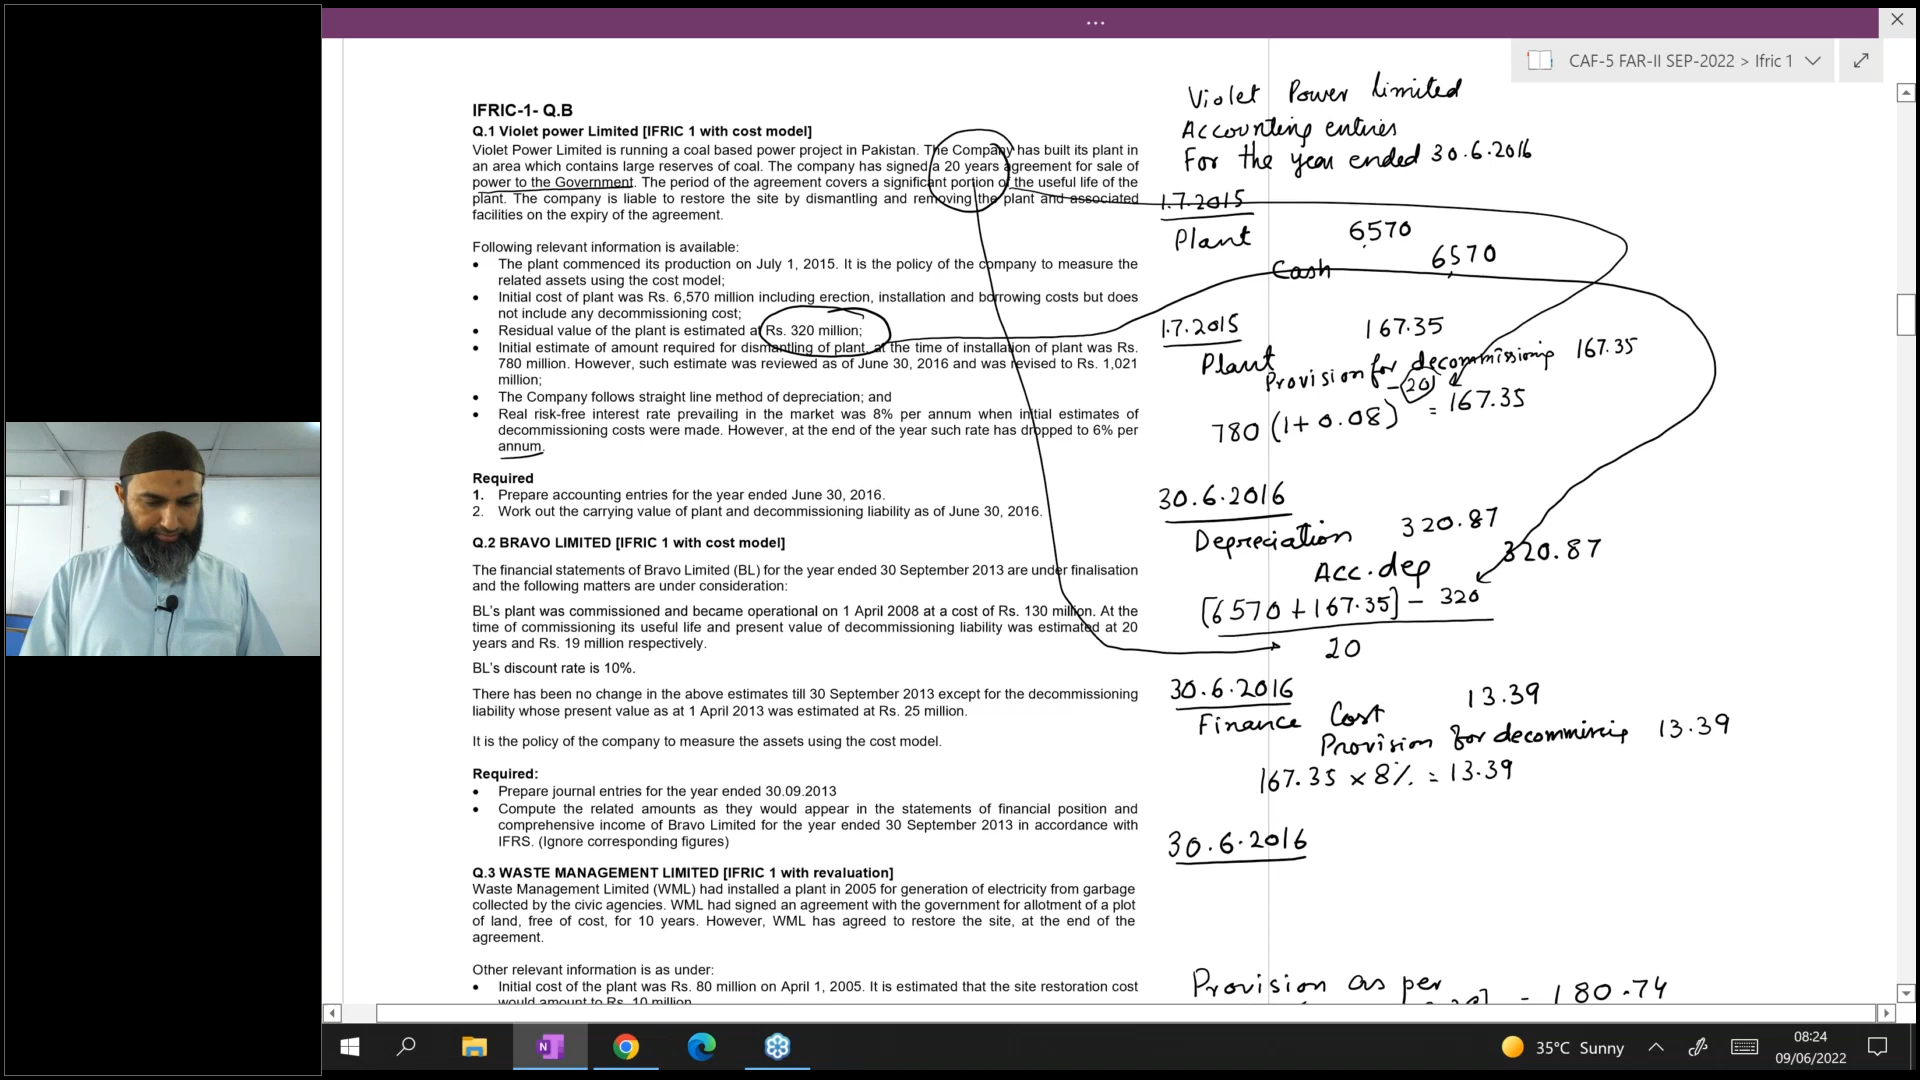 CAF-5 FAR-II SEP-2022 > Ifric 1
IFRIC-1- Q.B
Q.1 Violet power Limited [IFRIC 1 with cost model]
Violet Power Limited is running a coal based power project in Pakistan. The Company has built its plant in
an area which contains large reserves of coal. The company has signed a 20 years agreement for sale of
power to the Government. The period of the agreement covers a significant portion of the useful life of the
plant. The company is liable to restore the site by dismantling and removing the plant and associated
facilities on the expiry of the agreement.
Following relevant information is available:
• The plant commenced its production on July 1, 2015. It is the policy of the company to measure the
related assets using the cost model;
• Initial cost of plant was Rs. 6,570 million including erection, installation and borrowing costs but does
not include any decommissioning cost;
• Residual value of the plant is estimated at Rs. 320 million;
• Initial estimate of amount required for dismantling of plant, at the time of installation of plant was Rs.
780 million. However, such estimate was reviewed as of June 30, 2016 and was revised to Rs. 1,021
million;
• The Company follows straight line method of depreciation; and
• Real risk-free interest rate prevailing in the market was 8% per annum when initial estimates of
decommissioning costs were made. However, at the end of the year such rate has dropped to 6% per
annum.
Required
1. Prepare accounting entries for the year ended June 30, 2016.
2. Work out the carrying value of plant and decommissioning liability as of June 30, 2016.
Q.2 BRAVO LIMITED [IFRIC 1 with cost model]
The financial statements of Bravo Limited (BL) for the year ended 30 September 2013 are under finalisation
and the following matters are under consideration:
BL's plant was commissioned and became operational on 1 April 2008 at a cost of Rs. 130 million. At the
time of commissioning its useful life and present value of decommissioning liability was estimated at 20
years and Rs. 19 million respectively.
BL's discount rate is 10%.
There has been no change in the above estimates till 30 September 2013 except for the decommissioning
liability whose present value as at 1 April 2013 was estimated at Rs. 25 million.
It is the policy of the company to measure the assets using the cost model.
Required:
• Prepare journal entries for the year ended 30.09.2013
• Compute the related amounts as they would appear in the statements of financial position and
comprehensive income of Bravo Limited for the year ended 30 September 2013 in accordance with
IFRS. (Ignore corresponding figures)
Q.3 WASTE MANAGEMENT LIMITED [IFRIC 1 with revaluation]
Waste Management Limited (WML) had installed a plant in 2005 for generation of electricity from garbage
collected by the civic agencies. WML had signed an agreement with the government for allotment of a plot
of land, free of cost, for 10 years. However, WML has agreed to restore the site, at the end of the
agreement.
Other relevant information is as under:
• Initial cost of the plant was Rs. 80 million on April 1, 2005. It is estimated that the site restoration cost
would amount to Rs. 10 million
Violet Power Limited
Accounting entries
For the year ended 30.6.2016
1.7.2015
Plant 6570
Cash 6570
1.7.2015
Plant 167.35
Provision for decommissioning 167.35
780 (1+0.08)⁻²⁰ = 167.35
30.6.2016
Depreciation 320.87
Acc. dep 320.87
[6570 + 167.35] - 320
20
30.6.2016
Finance Cost 13.39
Provision for decommissing 13.39
167.35 × 8% = 13.39
30.6.2016
Provision as per
= 180.74
35°C Sunny
08:24
09/06/2022